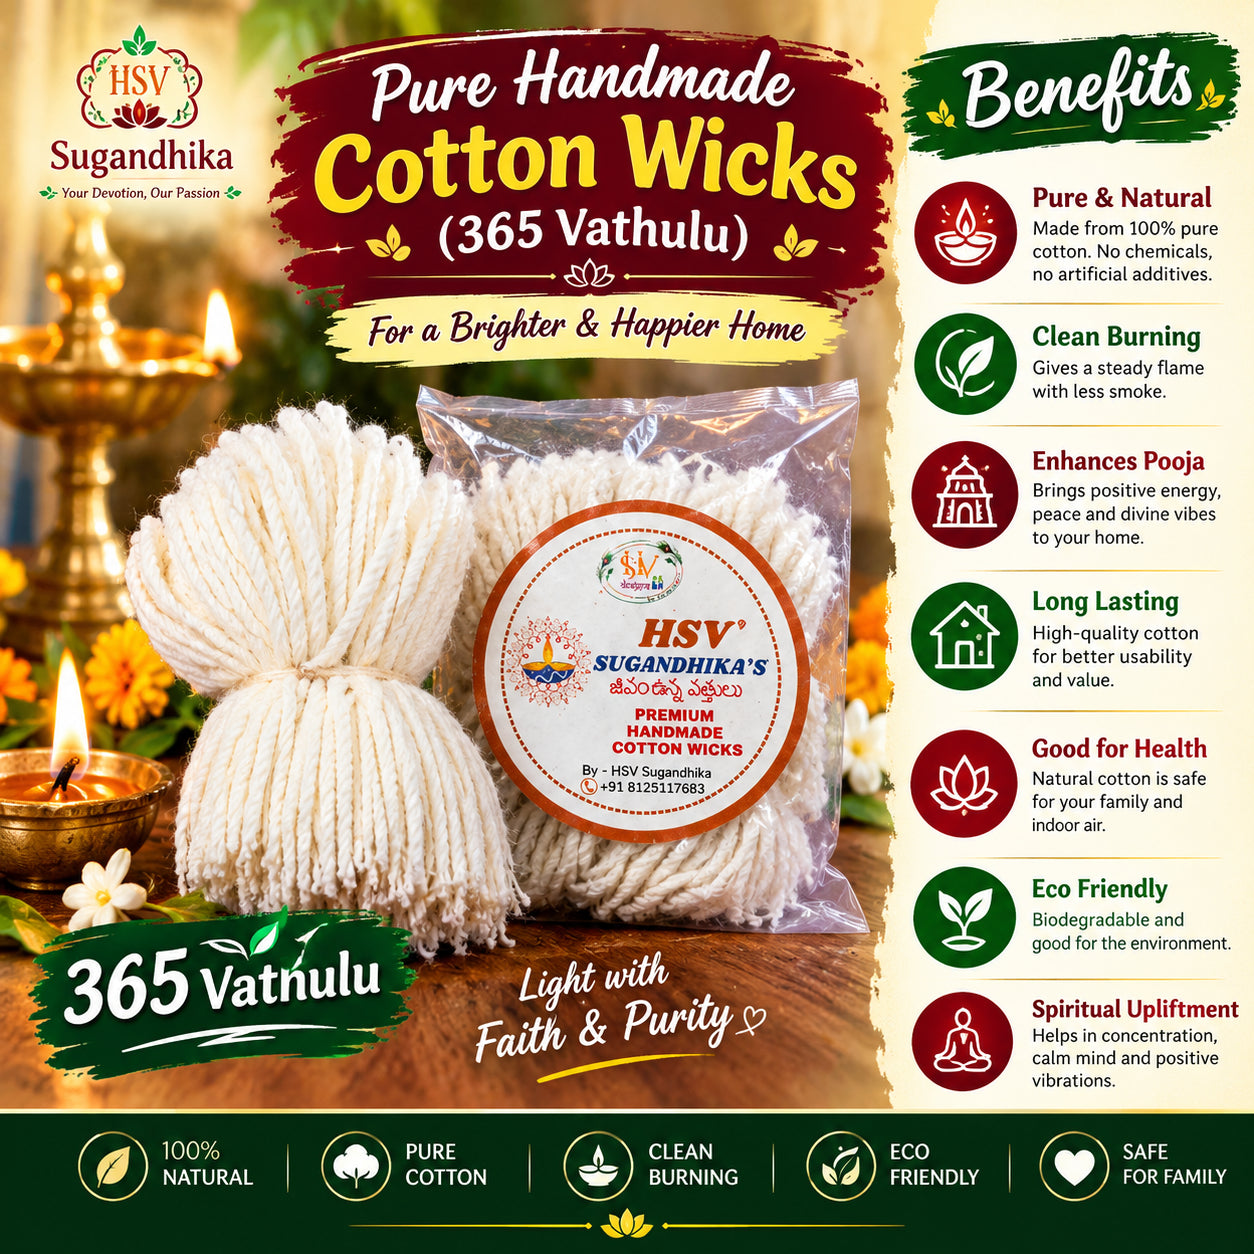 HSV
Sugandhika
Your Devotion, Our Passion
Pure Handmade
Cotton Wicks
(365 Vathulu)
For a Brighter & Happier Home
HSV
SUGANDHIKA'S
జీవం ఉన్న వత్తులు
PREMIUM
HANDMADE
COTTON WICKS
By - HSV Sugandhika
+91 8125117683
365 Vatnulu
Light with
Faith & Purity
Benefits
Pure & Natural
Made from 100% pure
cotton. No chemicals,
no artificial additives.
Clean Burning
Gives a steady flame
with less smoke.
Enhances Pooja
Brings positive energy,
peace and divine vibes
to your home.
Long Lasting
High-quality cotton
for better usability
and value.
Good for Health
Natural cotton is safe
for your family and
indoor air.
Eco Friendly
Biodegradable and
good for the environment.
Spiritual Upliftment
Helps in concentration,
calm mind and positive
vibrations.
100%
NATURAL
PURE
COTTON
CLEAN
BURNING
ECO
FRIENDLY
SAFE
FOR FAMILY